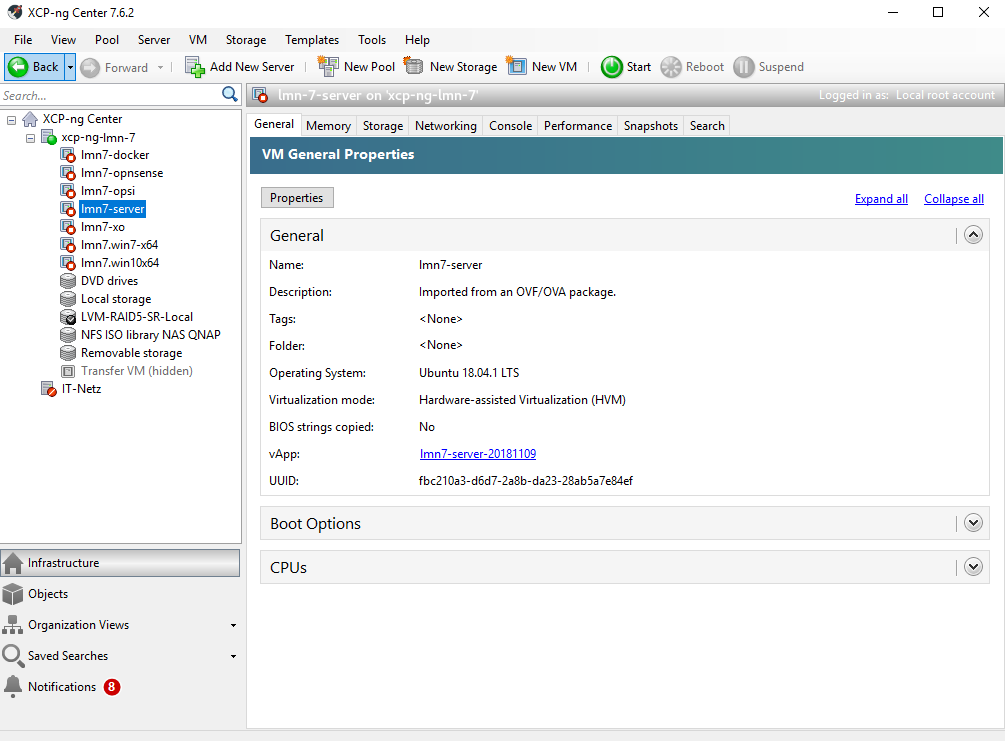 XCP-ng Center 7.6.2
File View Pool Server VM Storage Templates Tools Help
Back Forward Add New Server New Pool New Storage New VM Start Reboot Suspend
Search...
lmn-7-server on 'xcp-ng-lmn-7' Logged in as: Local root account
XCP-ng Center
xcp-ng-lmn-7
lmn7-docker
lmn7-opnsense
lmn7-opsi
lmn7-server
lmn7-xo
lmn7.win7-x64
lmn7.win10x64
DVD drives
Local storage
LVM-RAID5-SR-Local
NFS ISO library NAS QNAP
Removable storage
Transfer VM (hidden)
IT-Netz
Infrastructure
Objects
Organization Views
Saved Searches
Notifications 8
General Memory Storage Networking Console Performance Snapshots Search
VM General Properties
Properties Expand all Collapse all
General
Name: lmn7-server
Description: Imported from an OVF/OVA package.
Tags: <None>
Folder: <None>
Operating System: Ubuntu 18.04.1 LTS
Virtualization mode: Hardware-assisted Virtualization (HVM)
BIOS strings copied: No
vApp: lmn7-server-20181109
UUID: fbc210a3-d6d7-2a8b-da23-28ab5a7e84ef
Boot Options
CPUs